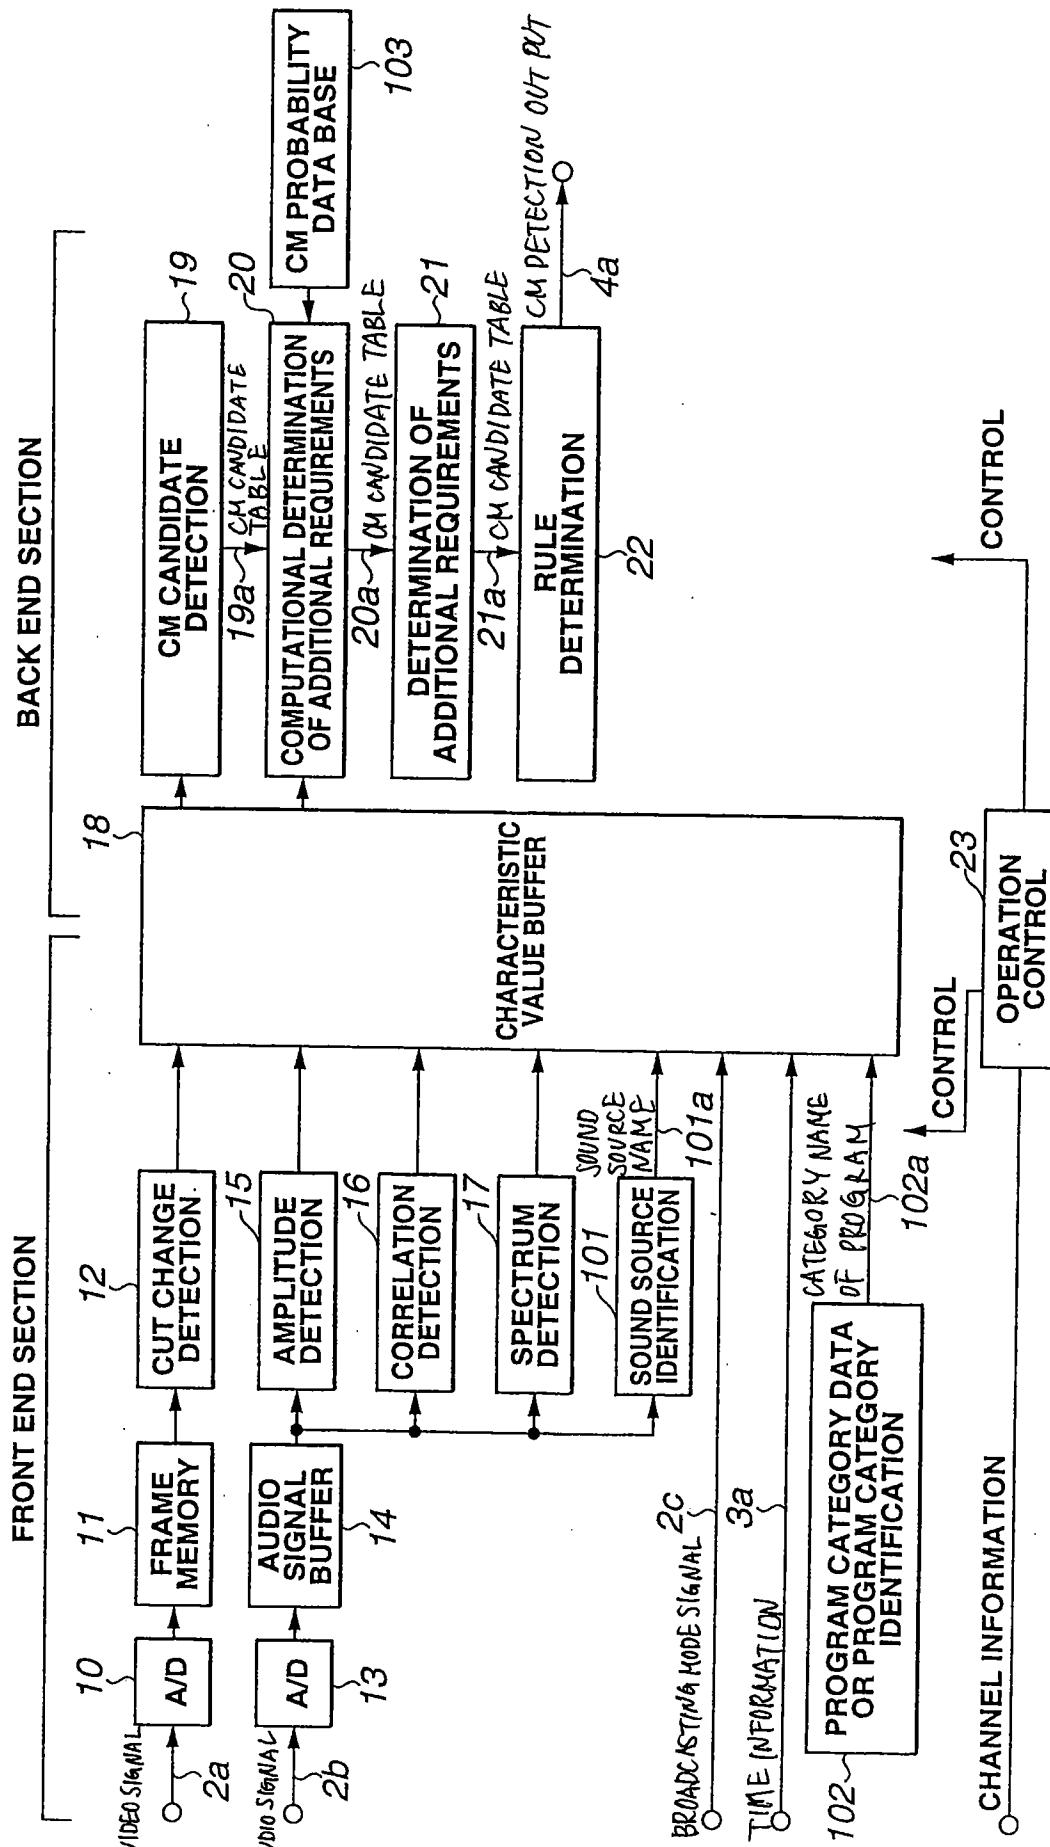 FRONT END SECTION
BACK END SECTION
VIDEO SIGNAL
2a
10
A/D
11
FRAME
MEMORY
12
CUT CHANGE
DETECTION
UDIO SIGNAL
2b
A/D
13
AUDIO
SIGNAL
BUFFER
14
15
AMPLITUDE
DETECTION
16
CORRELATION
DETECTION
17
SPECTRUM
DETECTION
101
SOUND SOURCE
IDENTIFICATION
SOUND
SOURCE
NAME
101a
BROADCASTING MODE SIGNAL
2c
TIME INFORMATION
3a
102
PROGRAM CATEGORY DATA
OR PROGRAM CATEGORY
IDENTIFICATION
CATEGORY NAME
OF PROGRAM
102a
CHANNEL INFORMATION
18
CHARACTERISTIC
VALUE BUFFER
CONTROL
23
OPERATION
CONTROL
CONTROL
19
CM CANDIDATE
DETECTION
19a
CM CANDIDATE
TABLE
20
COMPUTATIONAL DETERMINATION
OF ADDITIONAL REQUIREMENTS
CM PROBABILITY
DATA BASE
103
20a
CM CANDIDATE TABLE
21
DETERMINATION OF
ADDITIONAL REQUIREMENTS
21a
CM CANDIDATE TABLE
RULE
DETERMINATION
22
CM DETECTION OUT PUT
4a